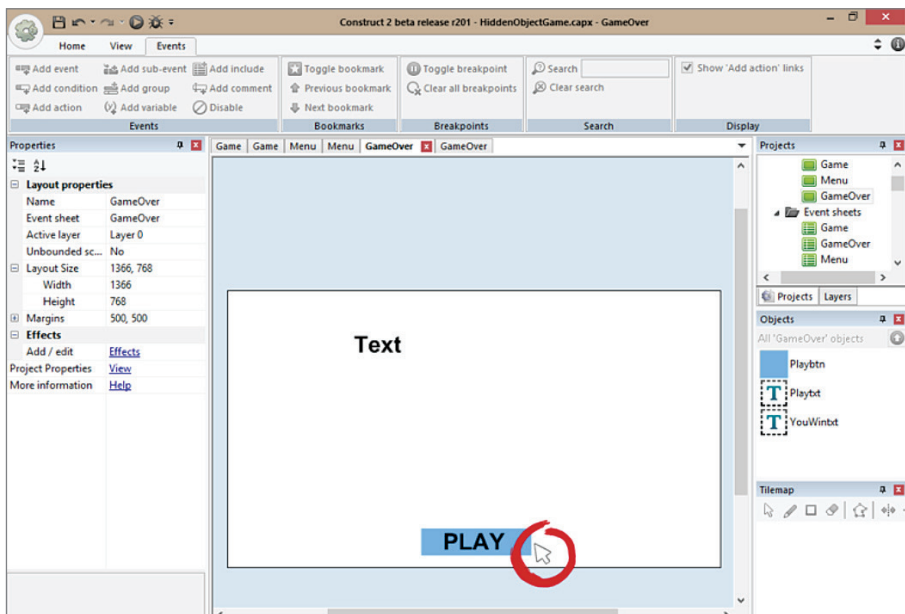 Construct 2 beta release r201 - HiddenObjectGame.capx - GameOver
Home View Events
Add event Add sub-event Add include Toggle bookmark Toggle breakpoint Search Show 'Add action' links
Add condition Add group Add comment Previous bookmark Clear all breakpoints Clear search
Add action Add variable Disable Next bookmark
Events Bookmarks Breakpoints Search Display
Properties
Layout properties
Name GameOver
Event sheet GameOver
Active layer Layer 0
Unbounded sc... No
Layout Size 1366, 768
Width 1366
Height 768
Margins 500, 500
Effects
Add / edit Effects
Project Properties View
More information Help
Game Game Menu Menu GameOver GameOver
Text
PLAY
Projects
Game
Menu
GameOver
Event sheets
Game
GameOver
Menu
Projects Layers
Objects
All 'GameOver' objects
Playbtn
T Playtxt
T YouWintxt
Tilemap